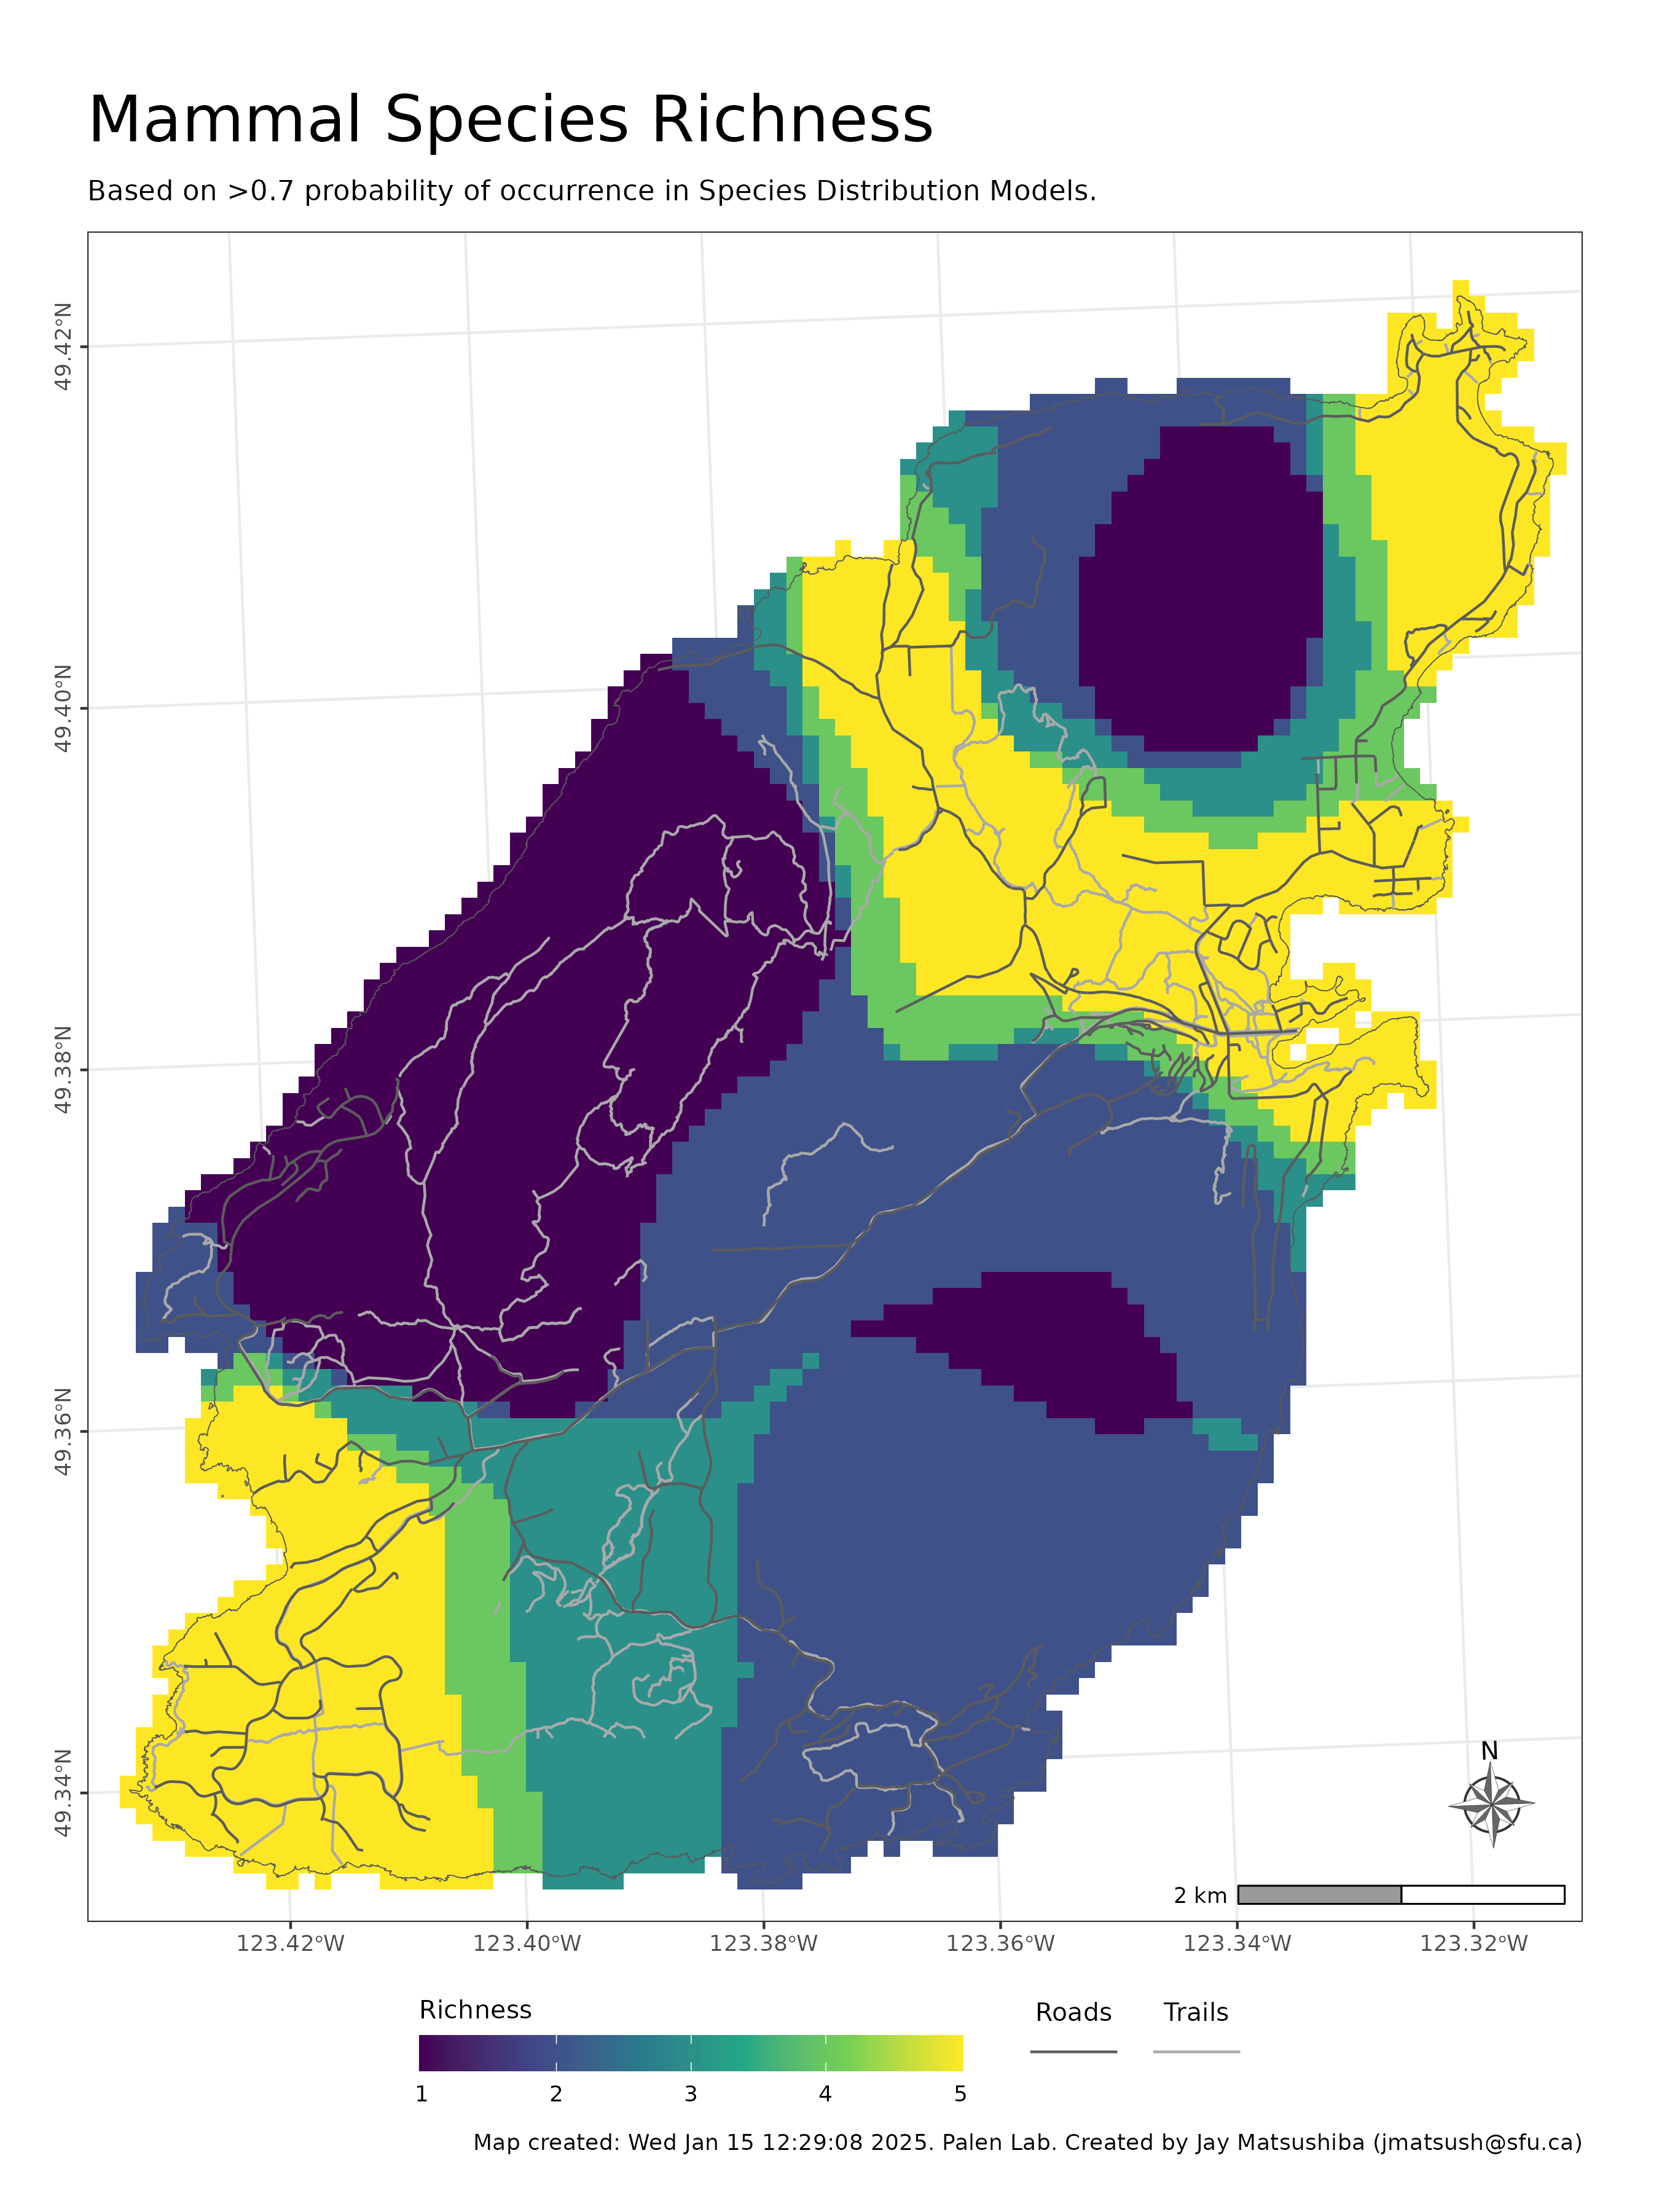 Mammal Species Richness
Based on >0.7 probability of occurrence in Species Distribution Models.
49.42°N
49.40°N
49.38°N
49.36°N
49.34°N
N
2 km
123.42°W 123.40°W 123.38°W 123.36°W 123.34°W 123.32°W
Richness Roads Trails
1 2 3 4 5
Map created: Wed Jan 15 12:29:08 2025. Palen Lab. Created by Jay Matsushiba (jmatsush@sfu.ca)